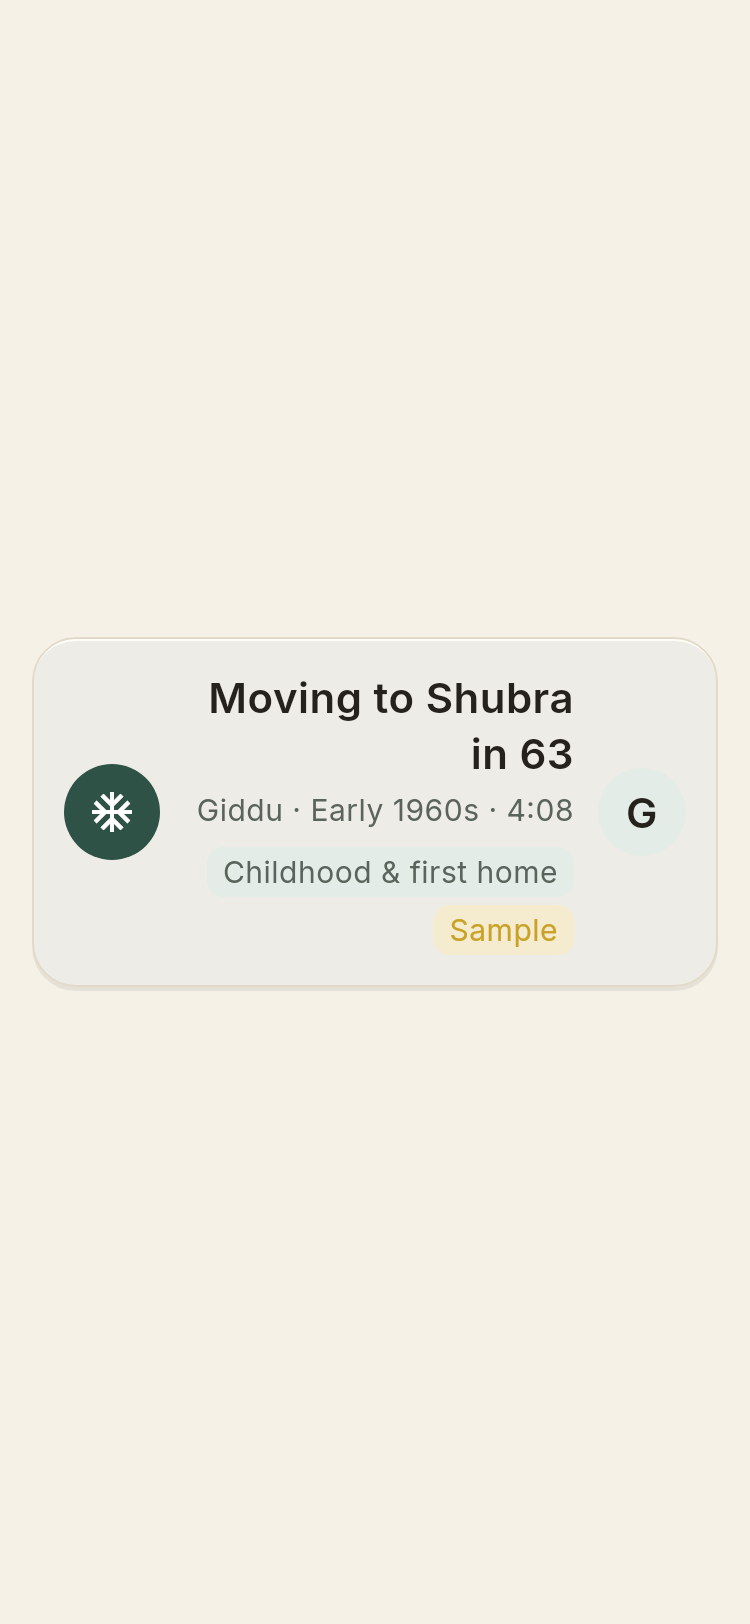 Moving to Shubra
in 63
Giddu · Early 1960s · 4:08
G
Childhood & first home
Sample